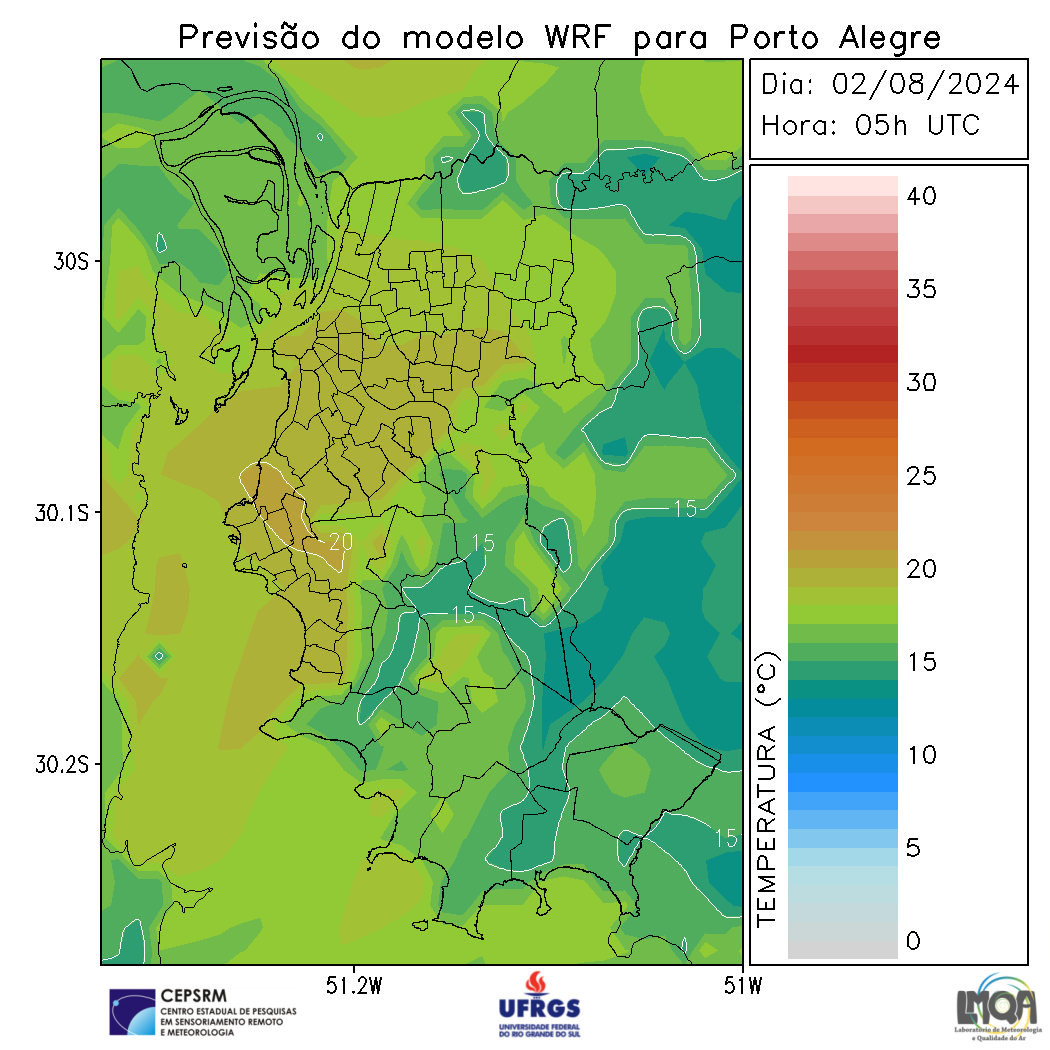 Previsão do modelo WRF para Porto Alegre
Dia: 02/08/2024
Hora: 05h UTC
30S
30.1S
30.2S
51.2W
51W
20
15
15
15
15
TEMPERATURA (°C)
40
35
30
25
20
15
10
5
0
CEPSRM
CENTRO ESTADUAL DE PESQUISAS
EM SENSORIAMENTO REMOTO
E METEOROLOGIA
UFRGS
UNIVERSIDADE FEDERAL
DO RIO GRANDE DO SUL
LMQA
Laboratório de Meteorologia
e Qualidade do Ar